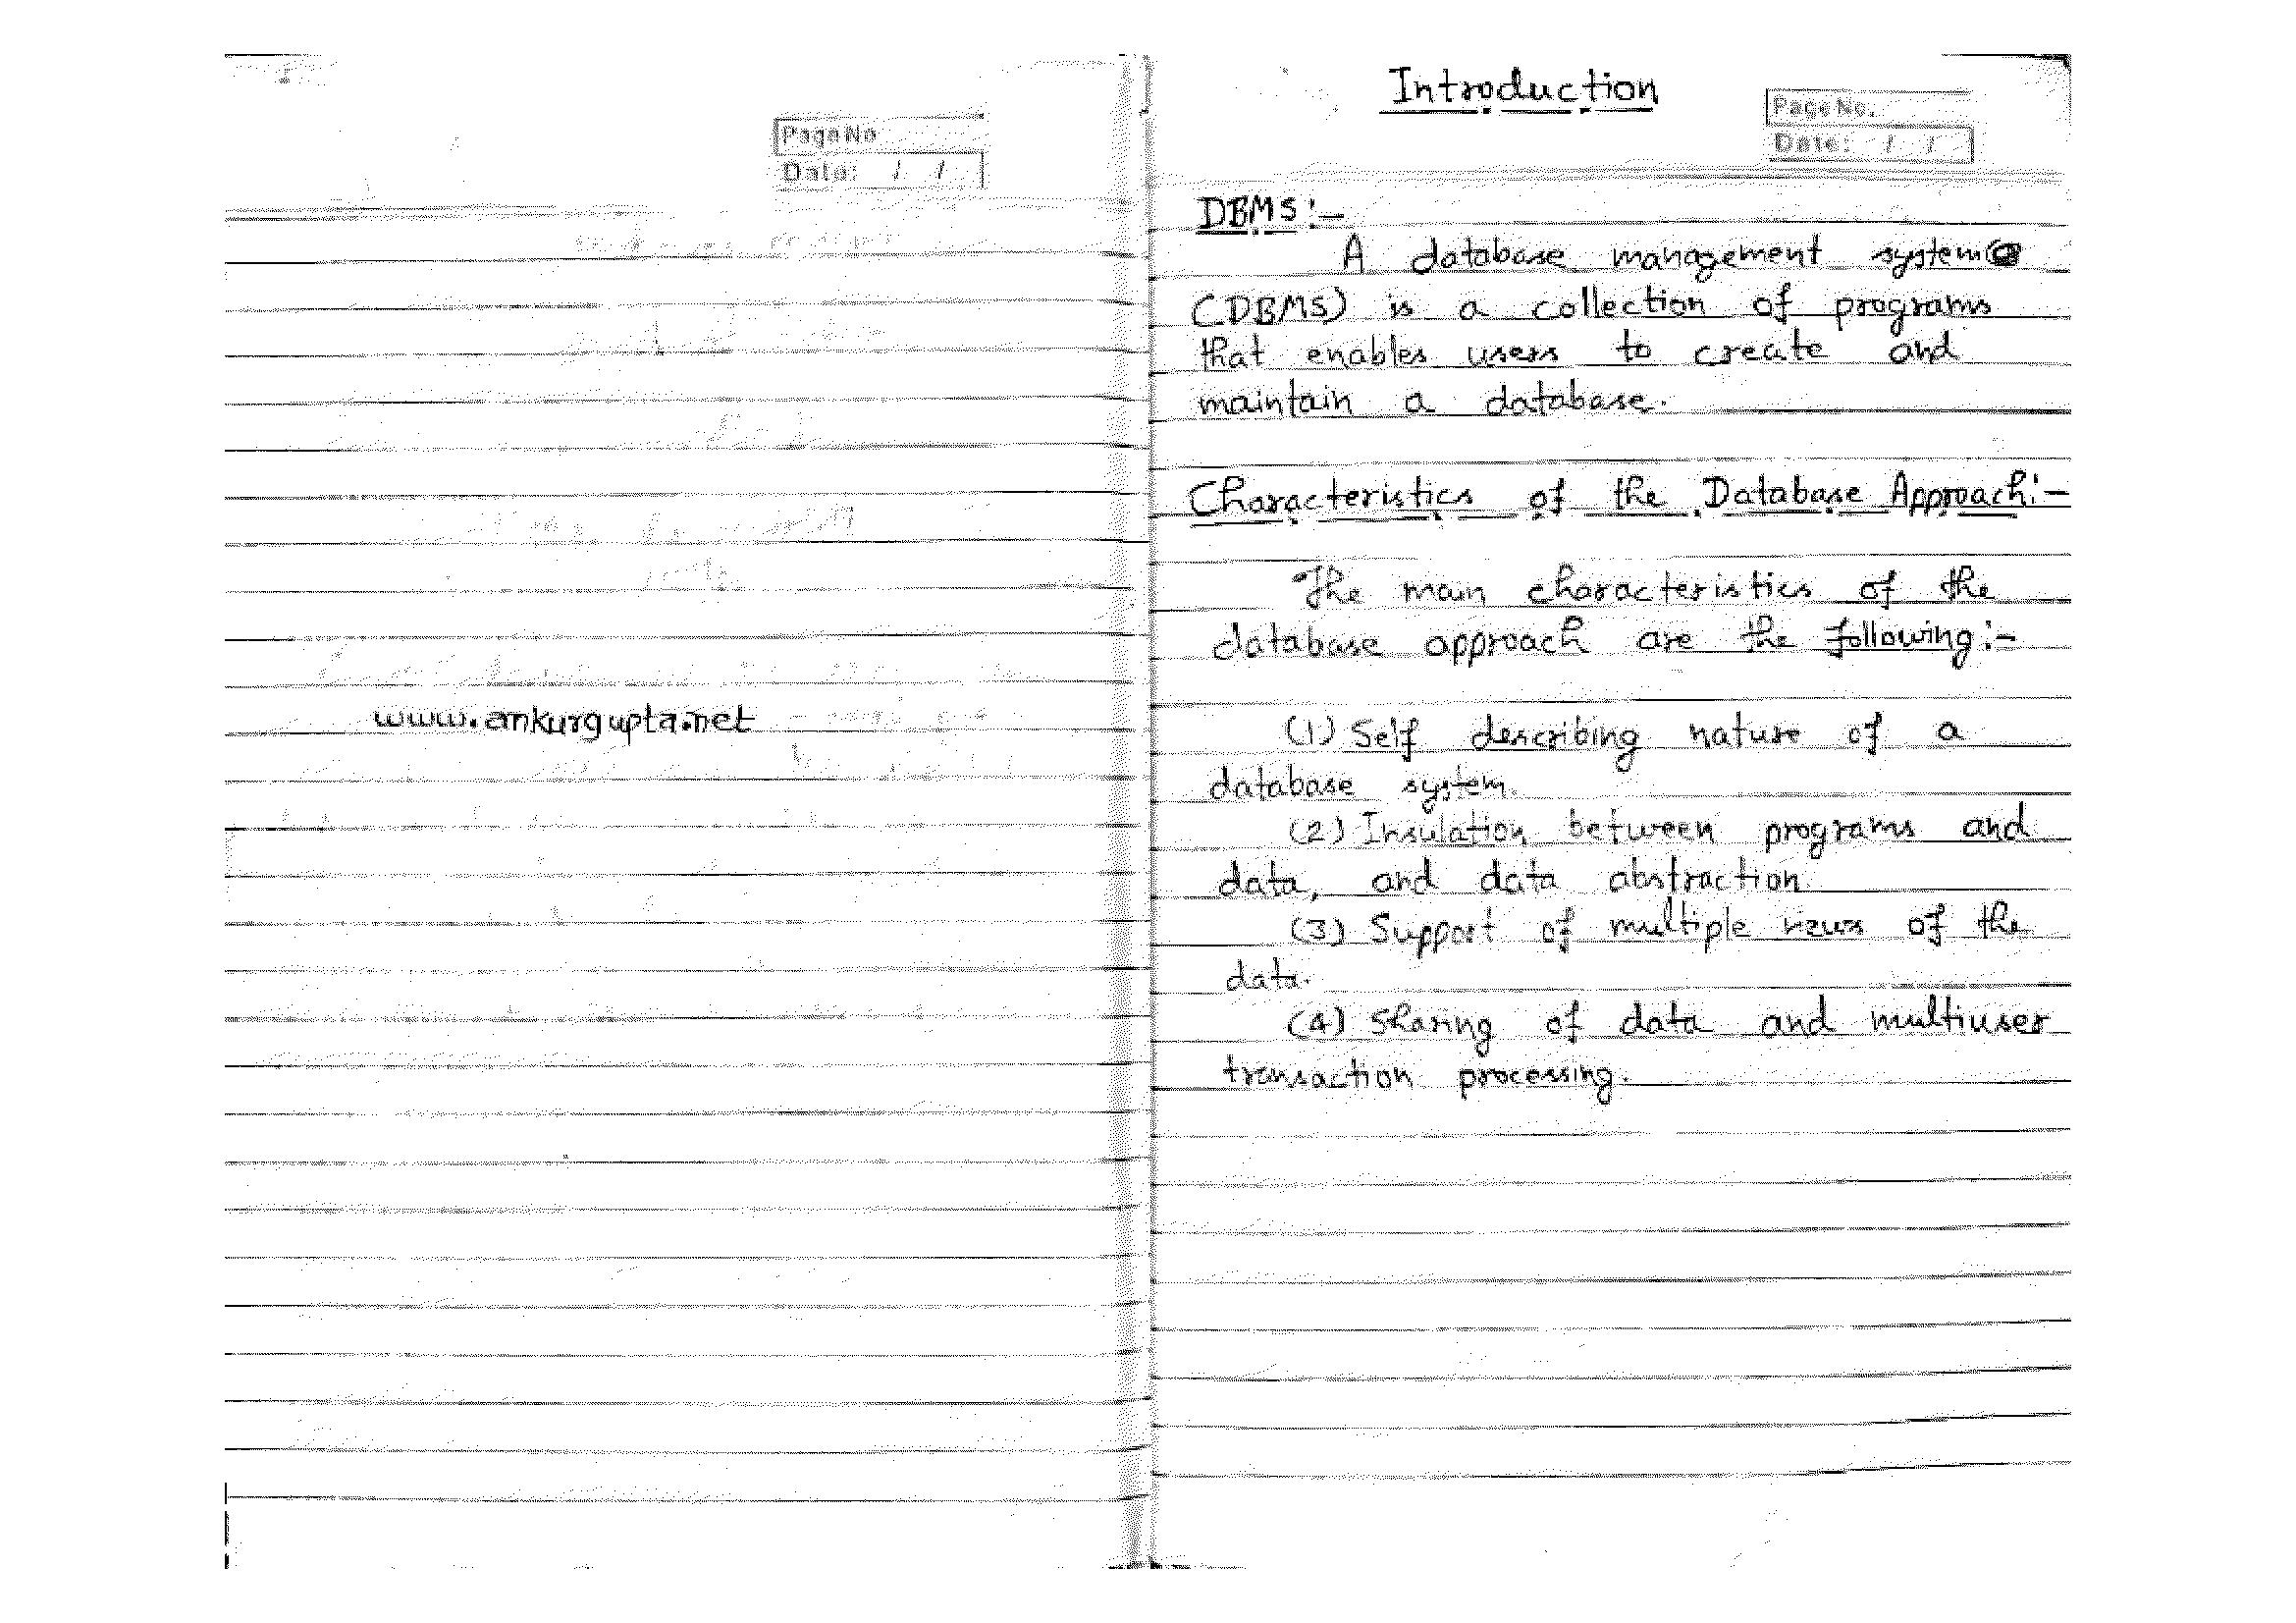 Page No
Date: / /
www.ankurgupta.net
Introduction
Page No.
Date: / /
DBMS:-
A database management system
(DBMS) is a collection of programs
that enables users to create and
maintain a database.
Characteristics of the Database Approach:-
The main characteristics of the
database approach are the following:-
(1) Self describing nature of a
database system.
(2) Insulation between programs and
data, and data abstraction
(3) Support of multiple views of the
data.
(4) Sharing of data and multiuser
transaction processing.